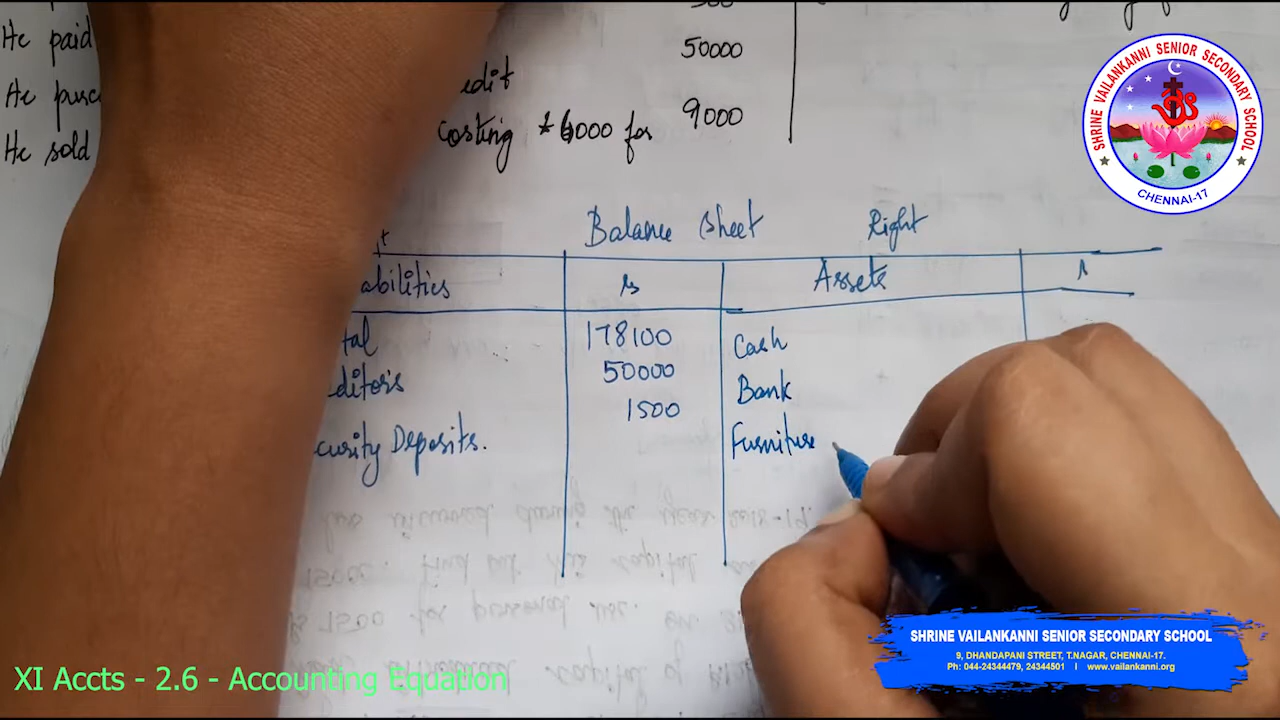 He paid
50000
He
edit
costing ₹6000 for 9000
He sold
Balance Sheet Right
abilities Rs Assets
tal 178100 Cash
editors 50000 Bank
1500
curity Deposits. Furniture
SHRINE VAILANKANNI SENIOR SECONDARY SCHOOL
CHENNAI-17
SHRINE VAILANKANNI SENIOR SECONDARY SCHOOL
9, DHANDAPANI STREET, T.NAGAR, CHENNAI-17.
Ph: 044-24344479, 24344501 I www.vailankanni.org
XI Accts - 2.6 - Accounting Equation